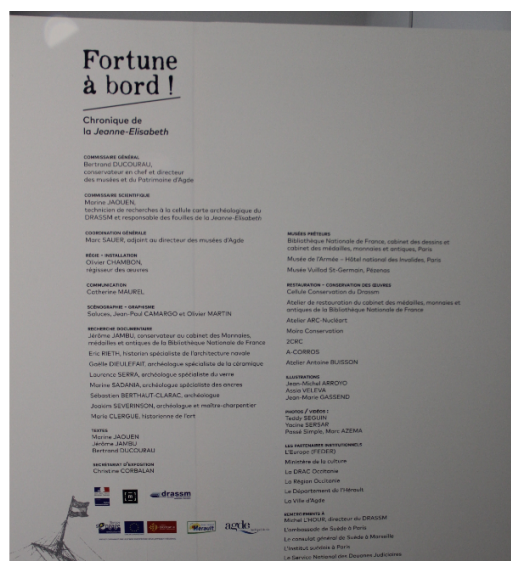 Fortune
à bord !
Chronique de
la Jeanne-Elisabeth
COMMISSAIRE GÉNÉRAL
Bertrand DUCOURAU,
conservateur en chef et directeur
des musées et du Patrimoine d'Agde
COMMISSAIRE SCIENTIFIQUE
Marine JAOUEN,
technicien de recherches à la cellule carte archéologique du
DRASSM et responsable des fouilles de la Jeanne-Elisabeth
COORDINATION GÉNÉRALE
Marc SAUER, adjoint au directeur des musées d'Agde
RÉGIE - INSTALLATION
Olivier CHAMBON,
régisseur des œuvres
COMMUNICATION
Catherine MAUREL
SCÉNOGRAPHIE - GRAPHISME
Saluces, Jean-Paul CAMARGO et Olivier MARTIN
RECHERCHE DOCUMENTAIRE
Jérôme JAMBU, conservateur au cabinet des Monnaies,
médailles et antiques de la Bibliothèque Nationale de France
Eric RIETH, historien spécialiste de l'architecture navale
Gaëlle DIEULEFAIT, archéologue spécialiste de la céramique
Laurence SERRA, archéologue spécialiste du verre
Marine SADANIA, archéologue spécialiste des ancres
Sébastien BERTHAUT-CLARAC, archéologue
Joakim SEVERINSON, archéologue et maître-charpentier
Marie CLERGUE, historienne de l'art
TEXTES
Marine JAOUEN
Jérôme JAMBU
Bertrand DUCOURAU
SECRÉTARIAT D'EXPOSITION
Christine CORBALAN
drassm
hérault
agde
MUSÉES PRÊTEURS
Bibliothèque Nationale de France, cabinet des dessins et
cabinet des médailles, monnaies et antiques, Paris
Musée de l'Armée - Hôtel national des Invalides, Paris
Musée Vulliod St-Germain, Pézenas
RESTAURATION - CONSERVATION DES ŒUVRES
Cellule Conservation du Drassm
Atelier de restauration du cabinet des médailles, monnaies et
antiques de la Bibliothèque Nationale de France
Atelier ARC-Nucléart
Materia Conservation
2CRC
A-CORROS
Atelier Antoine BUISSON
ILLUSTRATIONS
Jean-Michel ARROYO
Assia VELEVA
Jean-Marie GASSEND
PHOTOS / VIDÉOS
Teddy SEGUIN
Yacine SERSAR
Passé Simple, Marc AZEMA
LES PARTENAIRES INSTITUTIONNELS
L'Europe (FEDER)
Ministère de la culture
La DRAC Occitanie
La Région Occitanie
Le Département de l'Hérault
La Ville d'Agde
REMERCIEMENTS À
Michel L'HOUR, directeur du DRASSM
L'ambassade de Suède à Paris
Le consulat général de Suède à Marseille
L'Institut suédois à Paris
Le Service National des Douanes Judiciaires